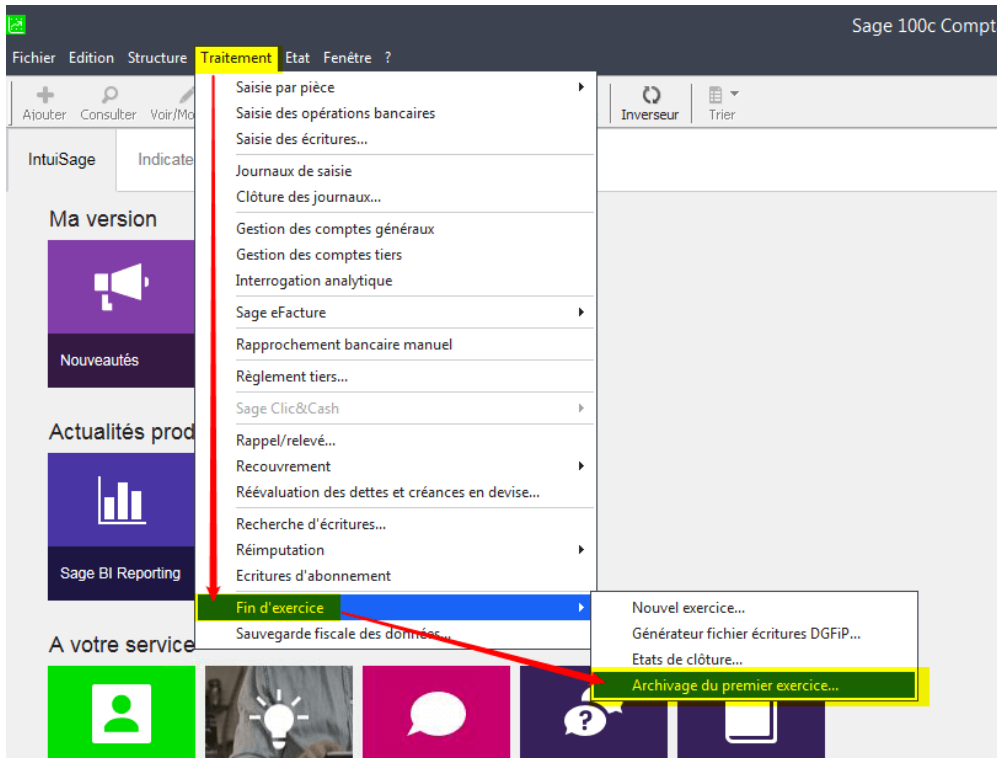 Sage 100c Compt
Fichier Edition Structure Traitement Etat Fenêtre ?
Ajouter Consulter Voir/Mo Inverseur Trier
IntuiSage Indicate
Saisie par pièce
Saisie des opérations bancaires
Saisie des écritures...
Journaux de saisie
Clôture des journaux...
Gestion des comptes généraux
Gestion des comptes tiers
Interrogation analytique
Sage eFacture
Rapprochement bancaire manuel
Règlement tiers...
Sage Clic&Cash
Rappel/relevé...
Recouvrement
Réévaluation des dettes et créances en devise...
Recherche d'écritures...
Réimputation
Ecritures d'abonnement
Fin d'exercice
Sauvegarde fiscale des données...
Nouvel exercice...
Générateur fichier écritures DGFiP...
Etats de clôture...
Archivage du premier exercice...
Ma version
Nouveautés
Actualités prod
Sage BI Reporting
A votre service
?